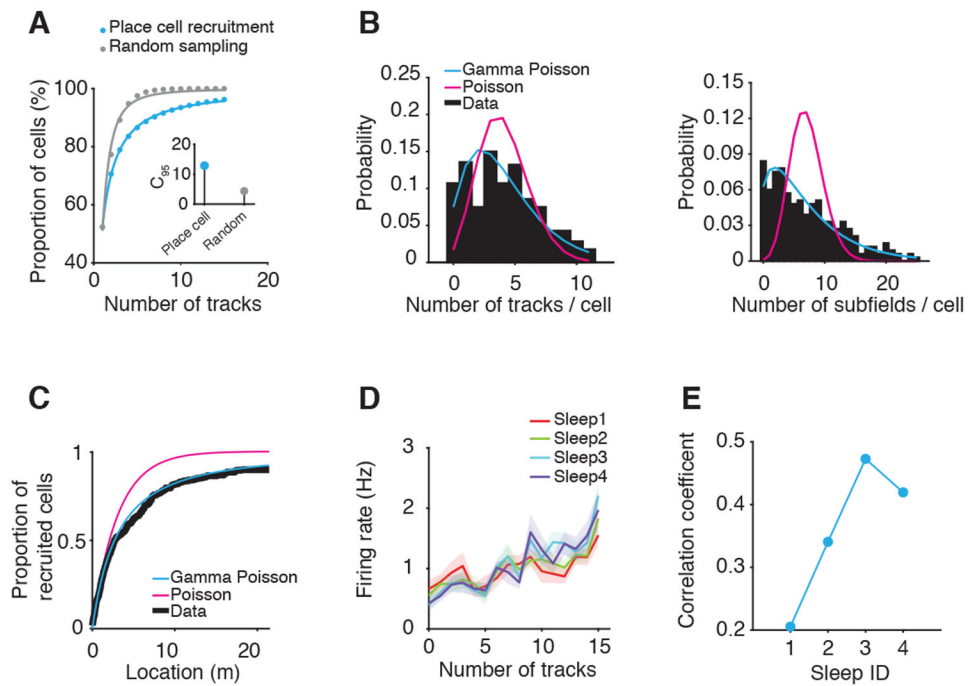 A
Place cell recruitment
Random sampling
Proportion of cells (%)
100
80
60
40
0
10
20
Number of tracks
C95
20
10
0
Place cell
Random
B
Gamma Poisson
Poisson
Data
Probability
0.25
0.2
0.15
0.1
0.05
0
0
5
10
Number of tracks / cell
Probability
0.15
0.12
0.09
0.06
0.03
0
0
10
20
Number of subfields / cell
C
Proportion of
recruited cells
1
0.5
0
Gamma Poisson
Poisson
Data
0
10
20
Location (m)
D
Sleep1
Sleep2
Sleep3
Sleep4
Firing rate (Hz)
3
2
1
0
0
5
10
15
Number of tracks
E
Correlation coefficent
0.5
0.4
0.3
0.2
1
2
3
4
Sleep ID